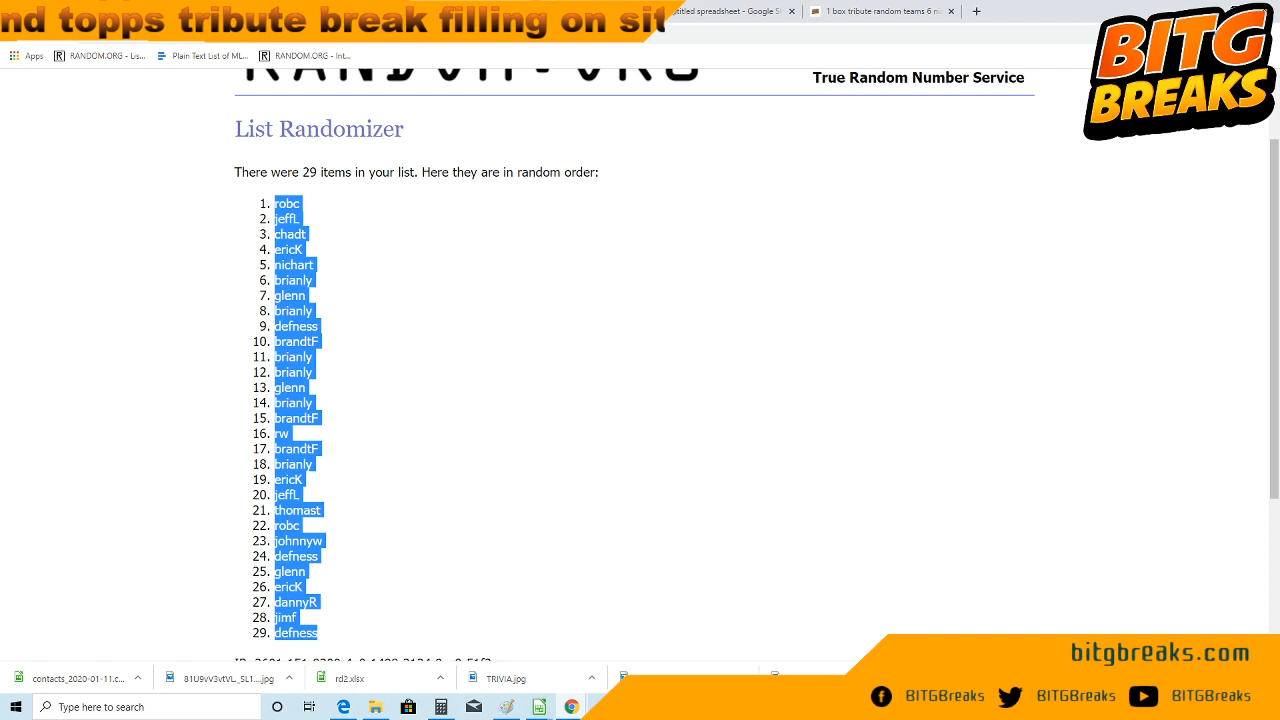 nd topps tribute break filling on sit
titled spreadsheet - Google S
1 box tribute random teams 6 ni
Apps
RANDOM.ORG - Lis...
Plain Text List of ML...
RANDOM.ORG - Int...
RANDOM.ORG
True Random Number Service
BITG
BREAKS
List Randomizer
There were 29 items in your list. Here they are in random order:
1. robc
2. jeffL
3. chadt
4. ericK
5. nichart
6. brianly
7. glenn
8. brianly
9. defness
10. brandtF
11. brianly
12. brianly
13. glenn
14. brianly
15. brandtF
16. rw
17. brandtF
18. brianly
19. ericK
20. jeffL
21. thomast
22. robc
23. johnnyw
24. defness
25. glenn
26. ericK
27. dannyR
28. jimf
29. defness
bitgbreaks.com
contacts_2020-01-11.c...
81U9vV3vtVL._SL1....jpg
rd2.xlsx
TRIVIA.jpg
BITGBreaks
BITGBreaks
BITGBreaks
Type here to search